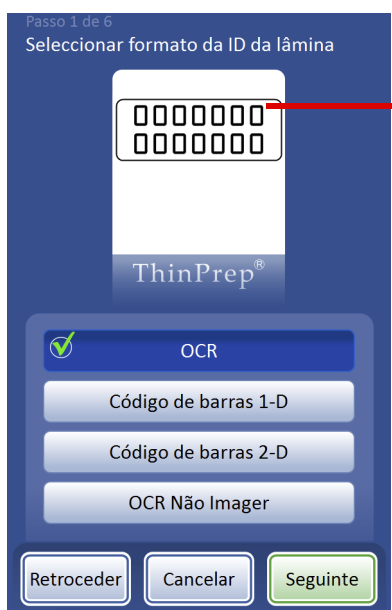 Passo 1 de 6
Seleccionar formato da ID da lâmina
0000000
0000000
ThinPrep®
OCR
Código de barras 1-D
Código de barras 2-D
OCR Não Imager
Retroceder Cancelar Seguinte